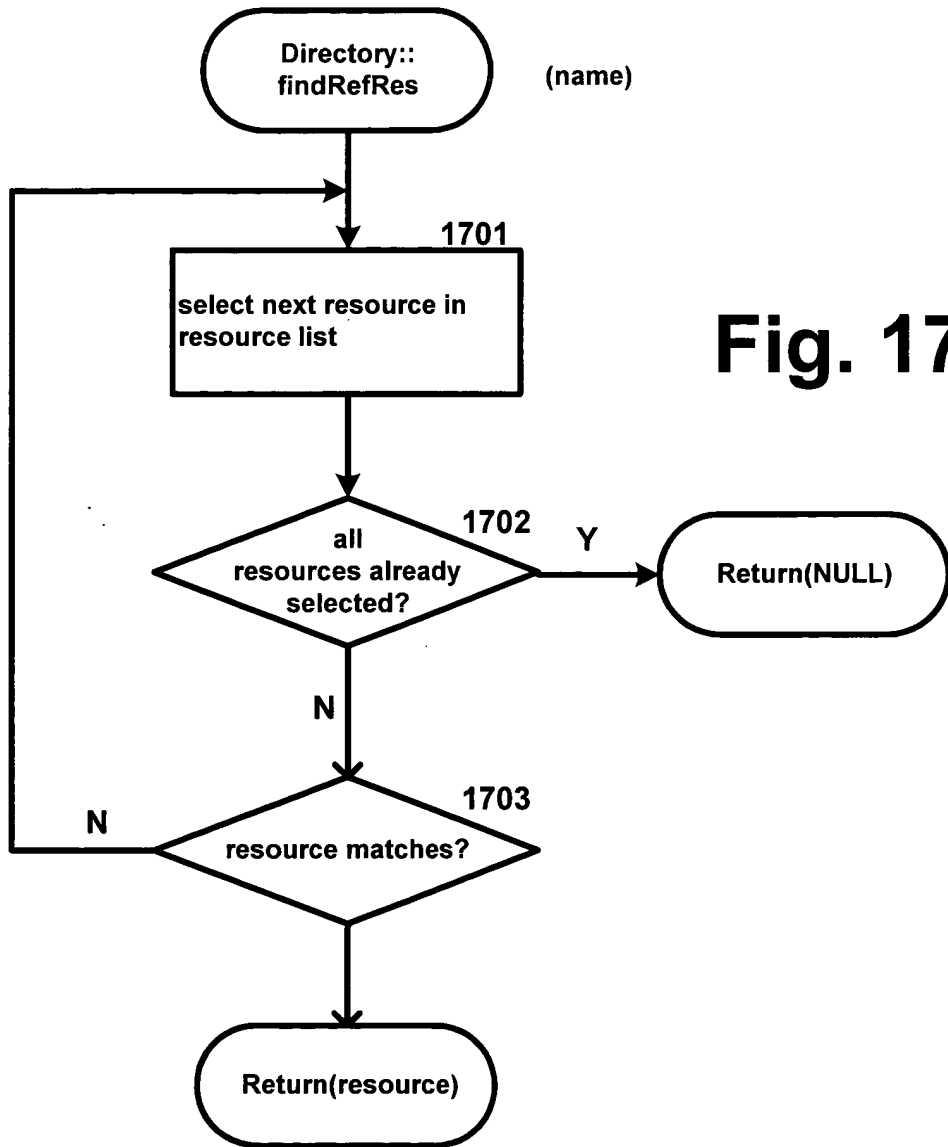 Directory::
findRefRes
(name)
1701
select next resource in
resource list
Fig. 17
1702
all
resources already
selected?
Y
Return(NULL)
N
1703
N
resource matches?
Return(resource)